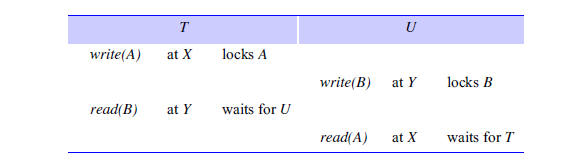 T U
write(A) at X locks A
write(B) at Y locks B
read(B) at Y waits for U
read(A) at X waits for T